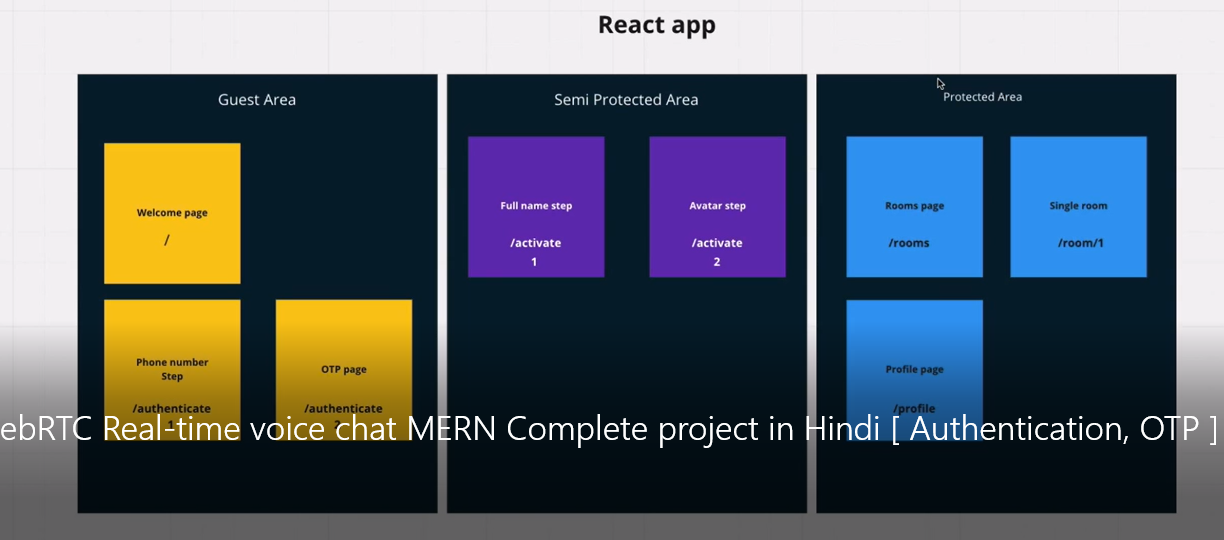 React app
Guest Area
Welcome page
/
Phone number
Step
/authenticate
OTP page
/authenticate
Semi Protected Area
Full name step
/activate
1
Avatar step
/activate
2
Protected Area
Rooms page
/rooms
Single room
/room/1
Profile page
/profile
ebRTC Real-time voice chat MERN Complete project in Hindi [ Authentication, OTP ]